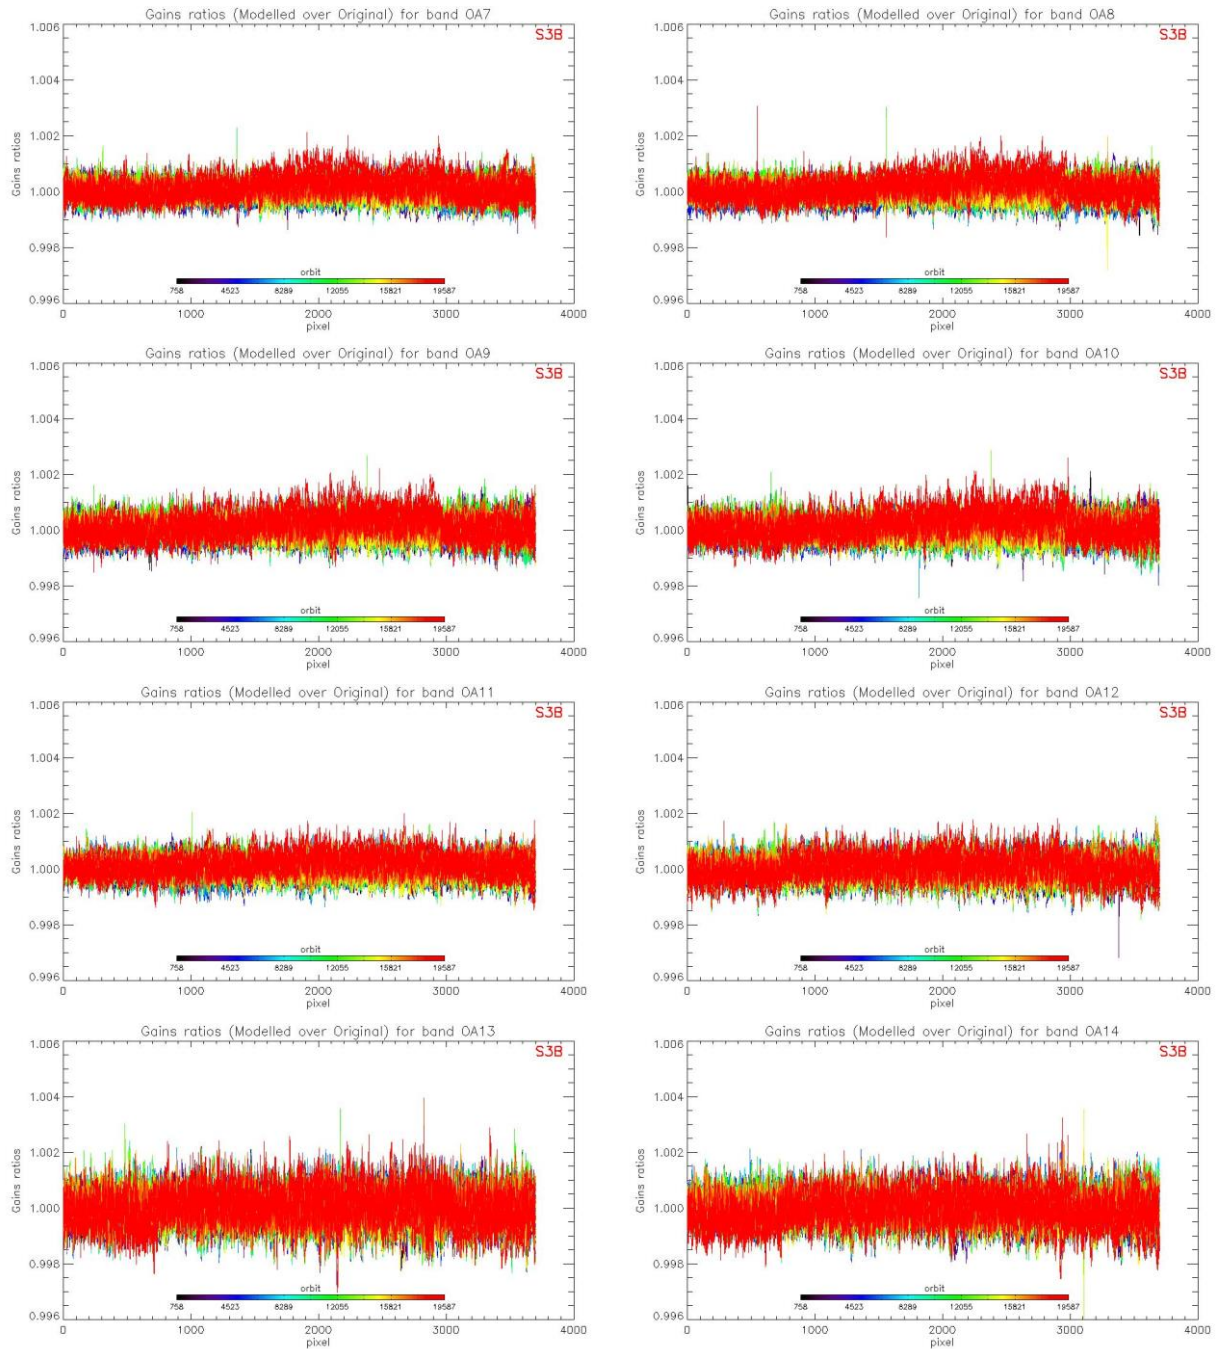 Gains ratios (Modelled over Original) for band OA7
S3B
Gains ratios
1.006
1.004
1.002
1.000
0.998
0.996
orbit
758 4523 8289 12055 15821 19587
0 1000 2000 3000 4000
pixel
Gains ratios (Modelled over Original) for band OA8
S3B
Gains ratios
1.006
1.004
1.002
1.000
0.998
0.996
orbit
758 4523 8289 12055 15821 19587
0 1000 2000 3000 4000
pixel
Gains ratios (Modelled over Original) for band OA9
S3B
Gains ratios
1.006
1.004
1.002
1.000
0.998
0.996
orbit
758 4523 8289 12055 15821 19587
0 1000 2000 3000 4000
pixel
Gains ratios (Modelled over Original) for band OA10
S3B
Gains ratios
1.006
1.004
1.002
1.000
0.998
0.996
orbit
758 4523 8289 12055 15821 19587
0 1000 2000 3000 4000
pixel
Gains ratios (Modelled over Original) for band OA11
S3B
Gains ratios
1.006
1.004
1.002
1.000
0.998
0.996
orbit
758 4523 8289 12055 15821 19587
0 1000 2000 3000 4000
pixel
Gains ratios (Modelled over Original) for band OA12
S3B
Gains ratios
1.006
1.004
1.002
1.000
0.998
0.996
orbit
758 4523 8289 12055 15821 19587
0 1000 2000 3000 4000
pixel
Gains ratios (Modelled over Original) for band OA13
S3B
Gains ratios
1.006
1.004
1.002
1.000
0.998
0.996
orbit
758 4523 8289 12055 15821 19587
0 1000 2000 3000 4000
pixel
Gains ratios (Modelled over Original) for band OA14
S3B
Gains ratios
1.006
1.004
1.002
1.000
0.998
0.996
orbit
758 4523 8289 12055 15821 19587
0 1000 2000 3000 4000
pixel